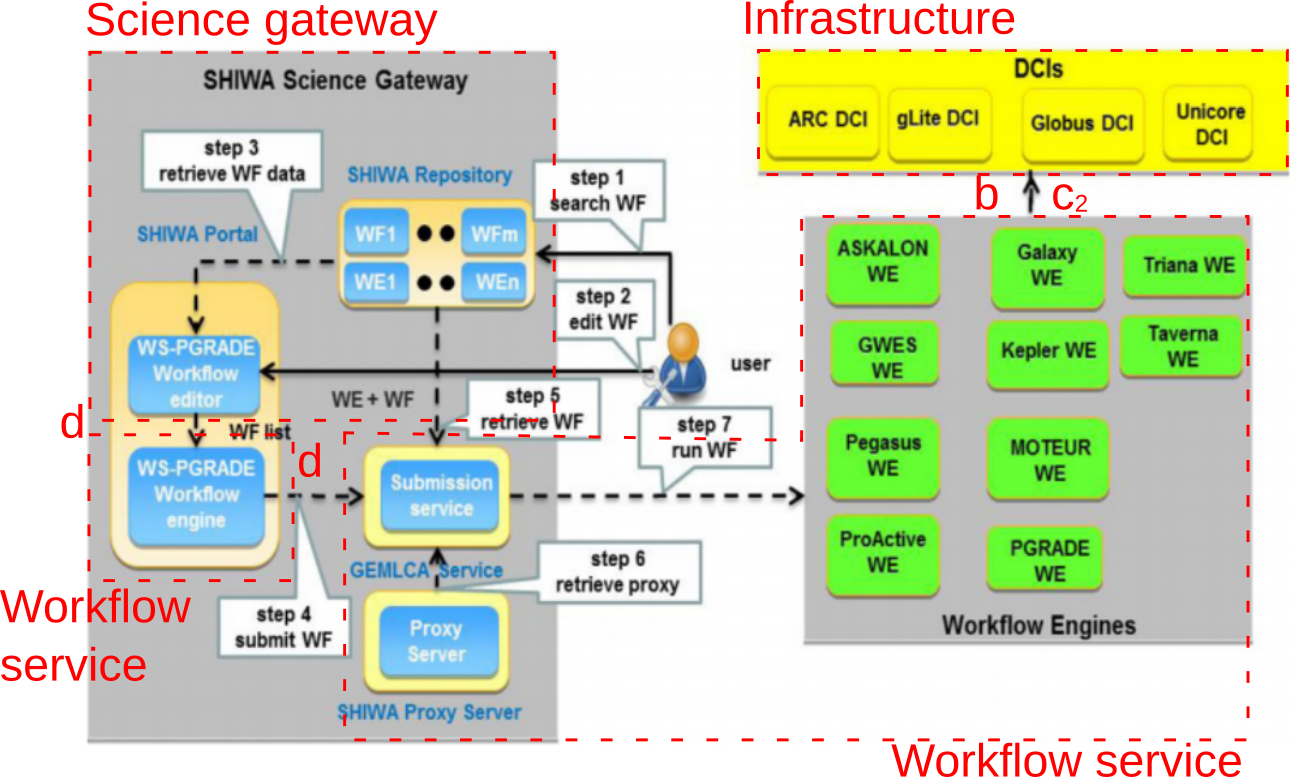 Science gateway
Infrastructure
SHIWA Science Gateway
DCIs
ARC DCI
gLite DCI
Globus DCI
Unicore
DCI
step 3
retrieve WF data
SHIWA Repository
step 1
search WF
b
c2
SHIWA Portal
WF1
WFm
WE1
WEn
step 2
edit WF
ASKALON
WE
Galaxy
WE
Triana WE
WS-PGRADE
Workflow
editor
user
GWES
WE
Kepler WE
Taverna
WE
WE + WF
step 5
retrieve WF
d
WF list
d
step 7
run WF
WS-PGRADE
Workflow
engine
Submission
service
Pegasus
WE
MOTEUR
WE
GEMLCA Service
step 6
retrieve proxy
ProActive
WE
PGRADE
WE
Workflow
service
step 4
submit WF
Proxy
Server
Workflow Engines
SHIWA Proxy Server
Workflow service